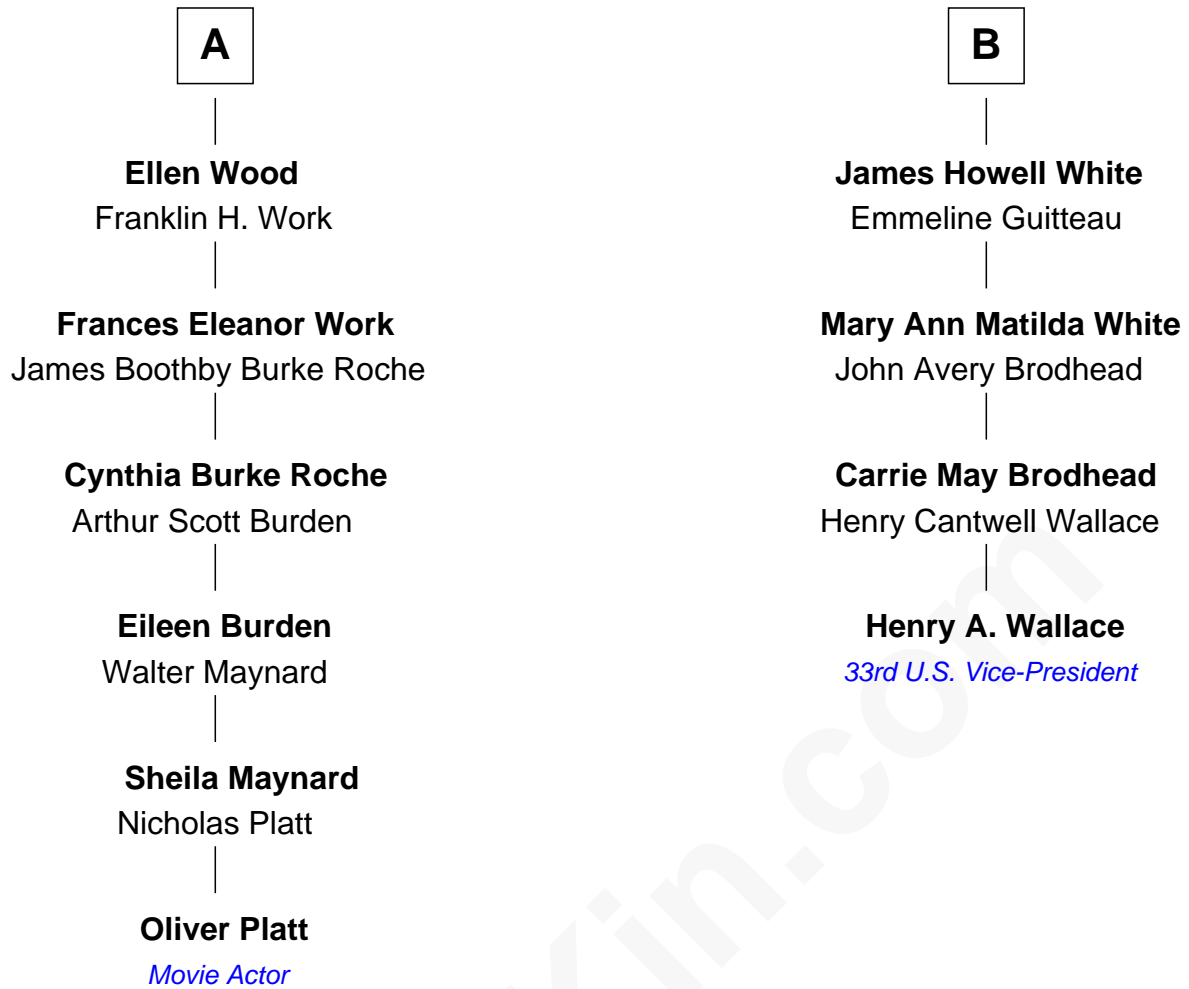 A
Ellen Wood
Franklin H. Work
Frances Eleanor Work
James Boothby Burke Roche
Cynthia Burke Roche
Arthur Scott Burden
Eileen Burden
Walter Maynard
Sheila Maynard
Nicholas Platt
Oliver Platt
Movie Actor
B
James Howell White
Emmeline Guitteau
Mary Ann Matilda White
John Avery Brodhead
Carrie May Brodhead
Henry Cantwell Wallace
Henry A. Wallace
33rd U.S. Vice-President